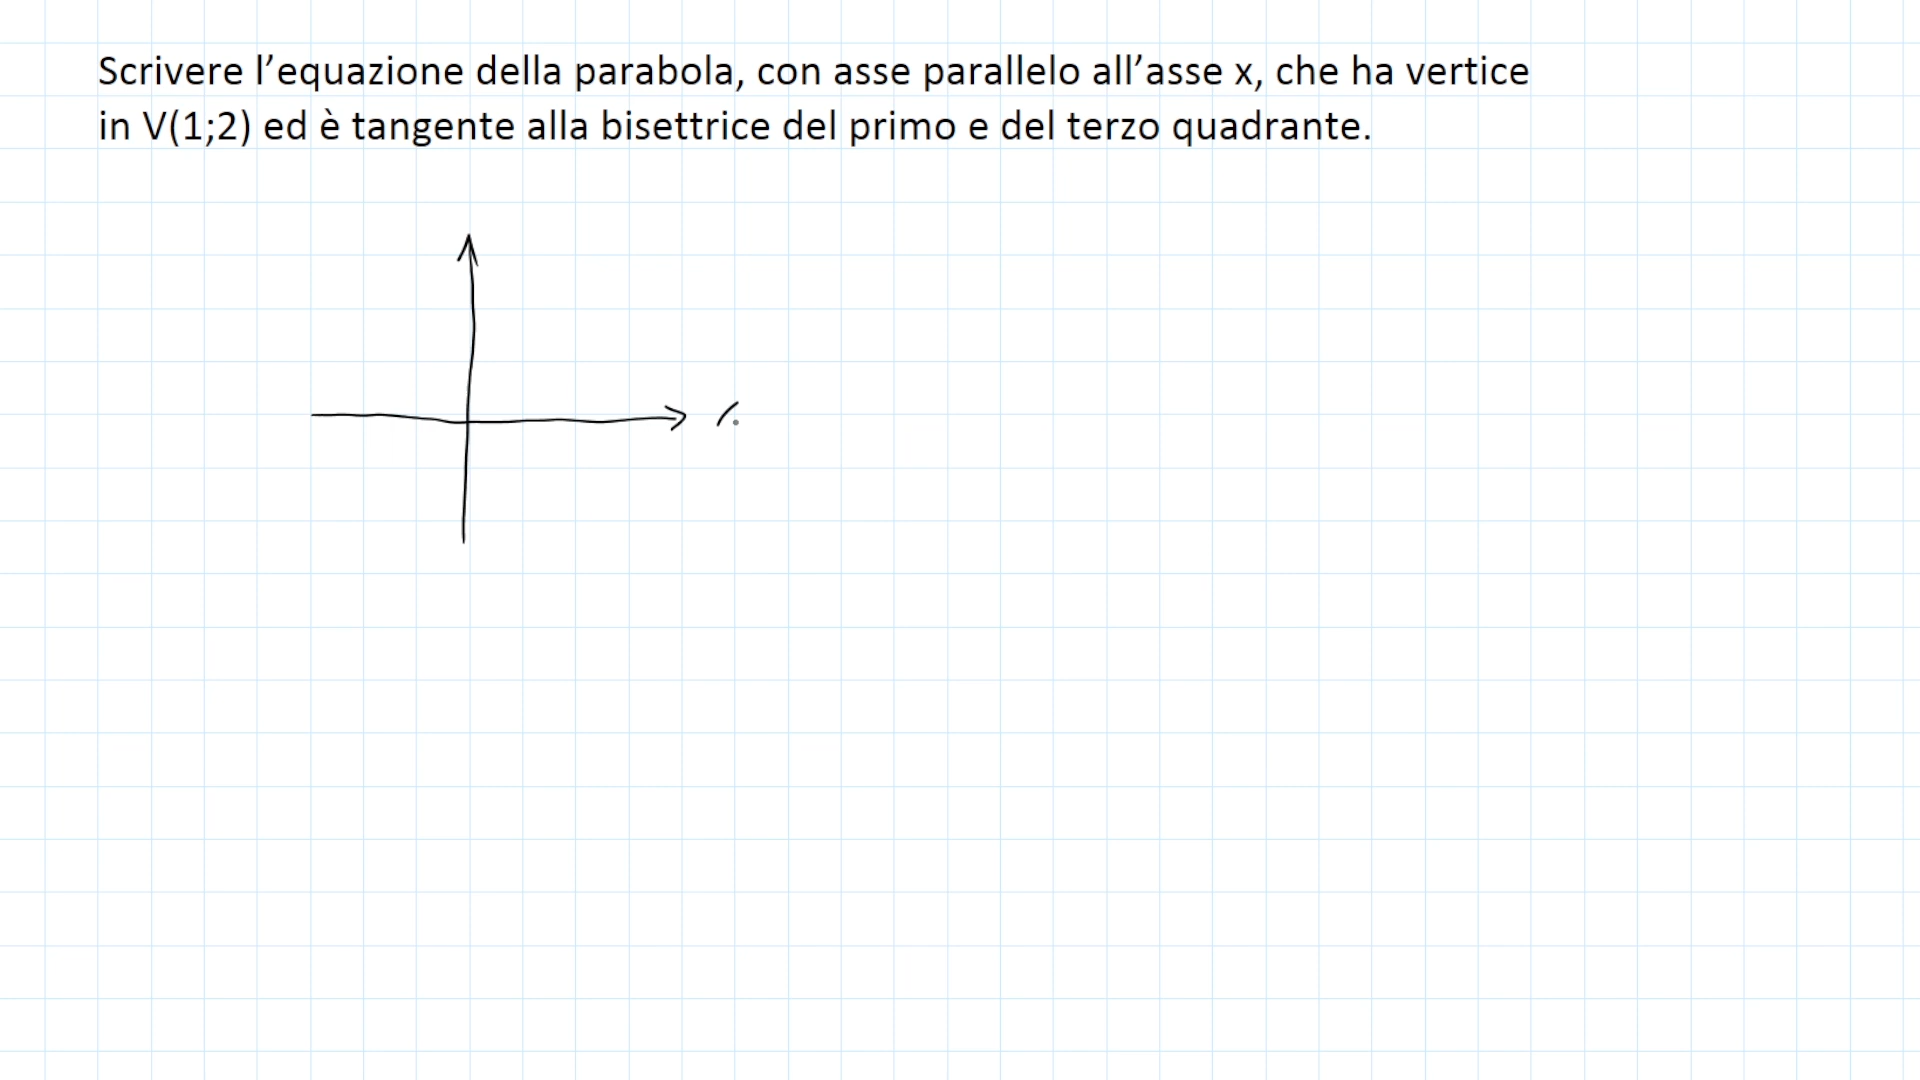 Scrivere l’equazione della parabola, con asse parallelo all’asse x, che ha vertice
in V(1;2) ed è tangente alla bisettrice del primo e del terzo quadrante.